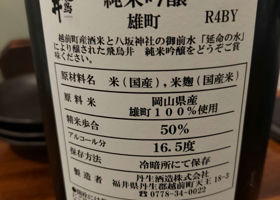 純米吟醸
雄町 R4BY
越前町産酒米と八坂神社の御前水「延命の水」
により醸された飛鳥井 純米吟醸をどうぞご賞
味下さい。
原材料名 米(国産)、米麹(国産米)
原料米 岡山県産
雄町100%使用
精米歩合 50%
アルコール分 16.5度
保存方法 冷暗所にて保存
製造者 丹生酒造株式会社
福井県丹生郡越前町天王18-3
☎0778-34-0022